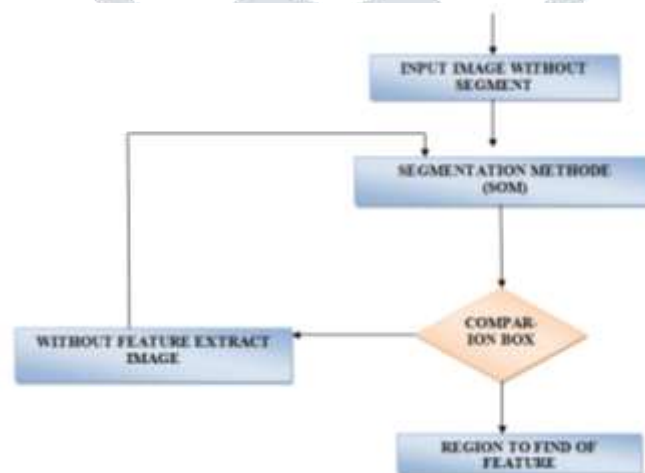 INPUT IMAGE WITHOUT
SEGMENT
SEGMENTATION METHODE
(SOM)
COMPAR-
ION BOX
WITHOUT FEATURE EXTRACT
IMAGE
REGION TO FIND OF
FEATURE